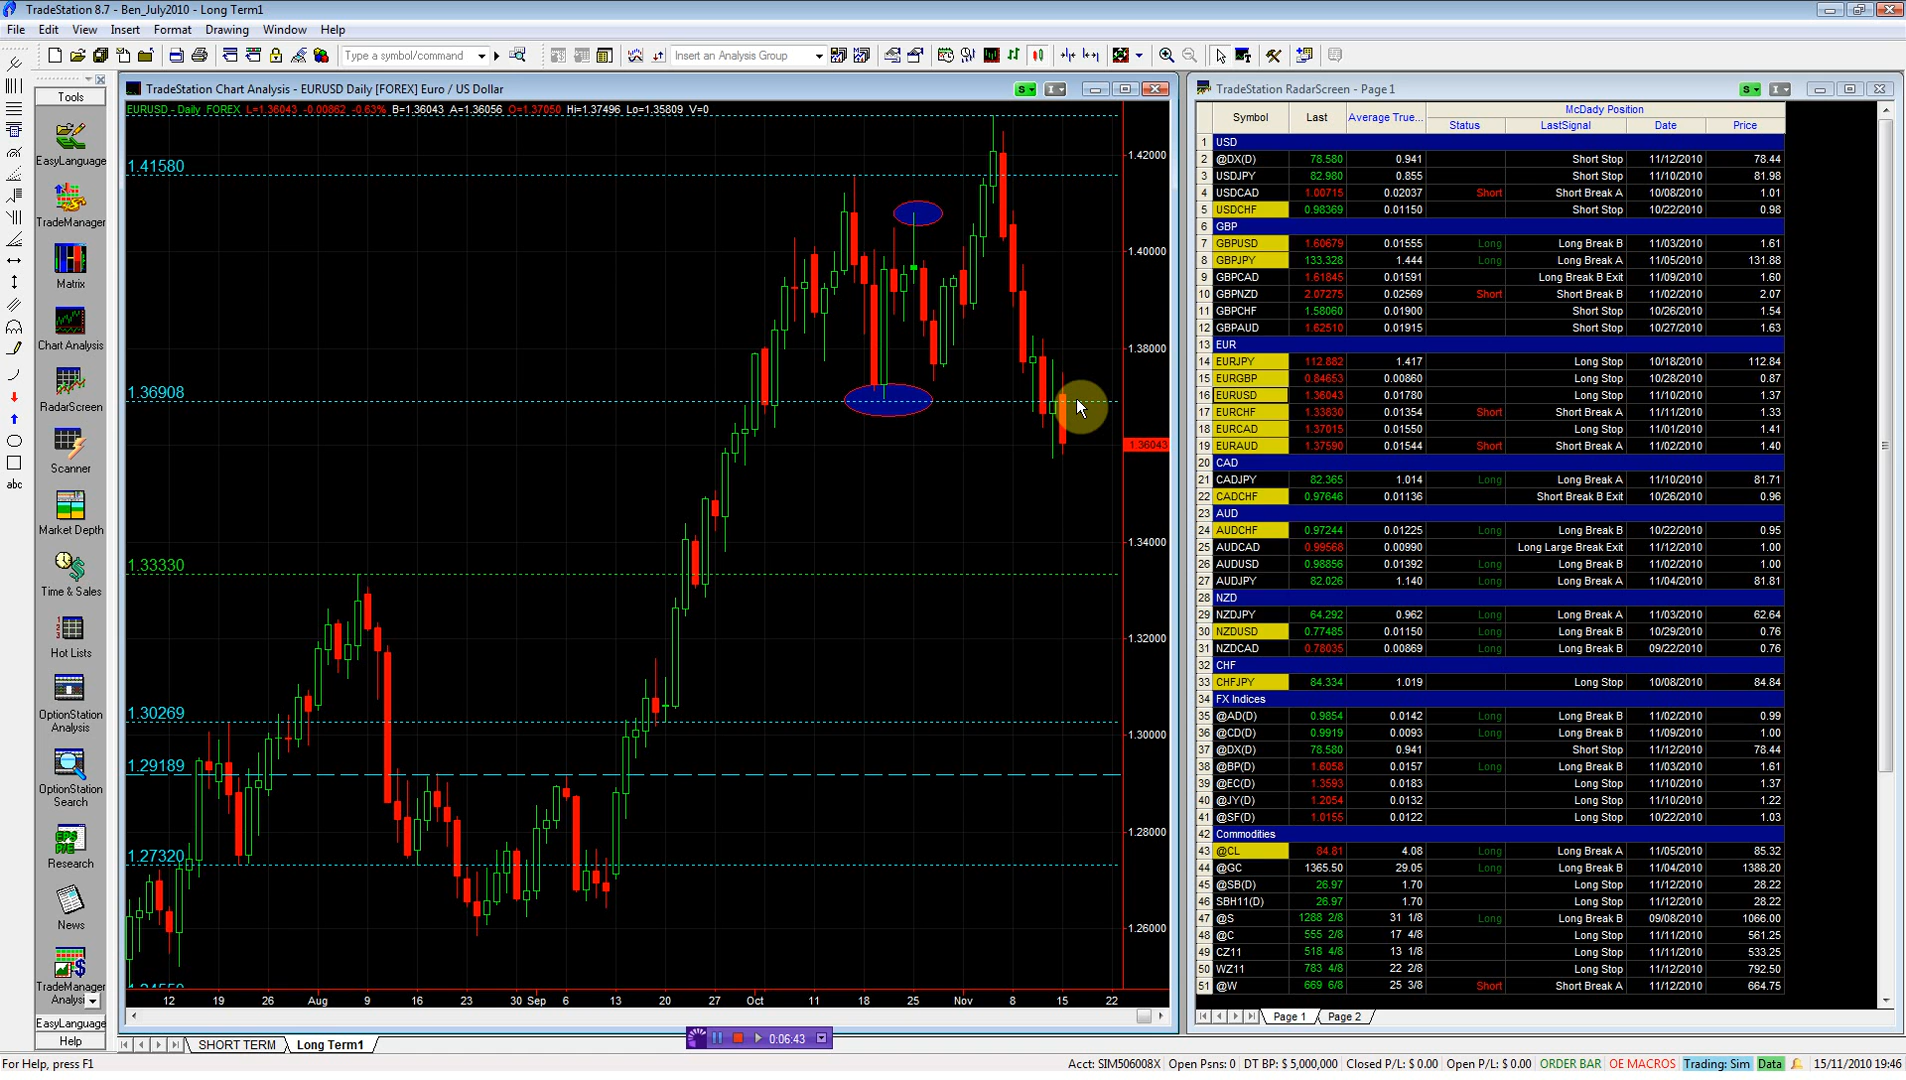 TradeStation 8.7 - Ben_July2010 - Long Term1
File Edit View Insert Format Drawing Window Help
Type a symbol/command
Insert an Analysis Group
Tools
EasyLanguage
TradeManager
Matrix
Chart Analysis
RadarScreen
Scanner
Market Depth
Time & Sales
Hot Lists
OptionStation
Analysis
OptionStation
Search
EPS
P/E
Research
News
TradeManager
Analysi
EasyLanguage
Help
abc
TradeStation Chart Analysis - EURUSD Daily [FOREX] Euro / US Dollar
S
I
EURUSD - Daily FOREX L=1.36043 -0.00862 -0.63% B=1.36043 A=1.36056 O=1.37050 Hi=1.37496 Lo=1.35809 V=0
1.41580
1.36908
1.33330
1.30269
1.29189
1.27320
1.42000
1.40000
1.38000
1.36043
1.34000
1.32000
1.30000
1.28000
1.26000
12 19 26 Aug 9 16 23 30 Sep 6 13 20 27 Oct 11 18 25 Nov 8 15 22
TradeStation RadarScreen - Page 1
S
I
Symbol Last Average True... McDady Position
Status LastSignal Date Price
1 USD
2 @DX(D) 78.580 0.941 Short Stop 11/12/2010 78.44
3 USDJPY 82.980 0.855 Short Stop 11/10/2010 81.98
4 USDCAD 1.00715 0.02037 Short Short Break A 10/08/2010 1.01
5 USDCHF 0.98369 0.01150 Short Stop 10/22/2010 0.98
6 GBP
7 GBPUSD 1.60679 0.01555 Long Long Break B 11/03/2010 1.61
8 GBPJPY 133.328 1.444 Long Long Break A 11/05/2010 131.88
9 GBPCAD 1.61845 0.01591 Long Break B Exit 11/09/2010 1.60
10 GBPNZD 2.07275 0.02569 Short Short Break B 11/02/2010 2.07
11 GBPCHF 1.58060 0.01900 Short Stop 10/26/2010 1.54
12 GBPAUD 1.62510 0.01915 Short Stop 10/27/2010 1.63
13 EUR
14 EURJPY 112.882 1.417 Long Stop 10/18/2010 112.84
15 EURGBP 0.84653 0.00860 Long Stop 10/28/2010 0.87
16 EURUSD 1.36043 0.01780 Long Stop 11/10/2010 1.37
17 EURCHF 1.33830 0.01354 Short Short Break A 11/11/2010 1.33
18 EURCAD 1.37015 0.01550 Long Stop 11/01/2010 1.41
19 EURAUD 1.37590 0.01544 Short Short Break A 11/02/2010 1.40
20 CAD
21 CADJPY 82.365 1.014 Long Long Break A 11/10/2010 81.71
22 CADCHF 0.97646 0.01136 Short Break B Exit 10/26/2010 0.96
23 AUD
24 AUDCHF 0.97244 0.01225 Long Long Break B 10/22/2010 0.95
25 AUDCAD 0.99568 0.00990 Long Large Break Exit 11/12/2010 1.00
26 AUDUSD 0.98856 0.01392 Long Long Break B 11/02/2010 1.00
27 AUDJPY 82.026 1.140 Long Long Break A 11/04/2010 81.81
28 NZD
29 NZDJPY 64.292 0.962 Long Long Break A 11/03/2010 62.64
30 NZDUSD 0.77485 0.01150 Long Long Break B 10/29/2010 0.76
31 NZDCAD 0.78035 0.00869 Long Long Break B 09/22/2010 0.76
32 CHF
33 CHFJPY 84.334 1.019 Long Stop 10/08/2010 84.84
34 FX Indices
35 @AD(D) 0.9854 0.0142 Long Long Break B 11/02/2010 0.99
36 @CD(D) 0.9919 0.0093 Long Long Break B 11/09/2010 1.00
37 @DX(D) 78.580 0.941 Short Stop 11/12/2010 78.44
38 @BP(D) 1.6058 0.0157 Long Long Break B 11/03/2010 1.61
39 @EC(D) 1.3593 0.0183 Long Stop 11/10/2010 1.37
40 @JY(D) 1.2054 0.0132 Long Stop 11/10/2010 1.22
41 @SF(D) 1.0155 0.0122 Long Stop 10/22/2010 1.03
42 Commodities
43 @CL 84.81 4.08 Long Long Break A 11/05/2010 85.32
44 @GC 1365.50 29.05 Long Long Break B 11/04/2010 1388.20
45 @SB(D) 26.97 1.70 Long Stop 11/12/2010 28.22
46 SBH11(D) 26.97 1.70 Long Stop 11/12/2010 28.22
47 @S 1288 2/8 31 1/8 Long Long Break B 09/08/2010 1066.00
48 @C 555 2/8 17 4/8 Long Stop 11/11/2010 561.25
49 CZ11 518 4/8 13 1/8 Long Stop 11/11/2010 533.25
50 WZ11 783 4/8 22 2/8 Long Stop 11/12/2010 792.50
51 @W 669 6/8 25 3/8 Short Short Break A 11/12/2010 664.75
Page 1 Page 2
SHORT TERM Long Term1
0:06:43
For Help, press F1
Acct: SIM506008X Open Psns: 0 DT BP: $ 5,000,000 Closed P/L: $ 0.00 Open P/L: $ 0.00 ORDER BAR OE MACROS Trading: Sim Data 15/11/2010 19:46